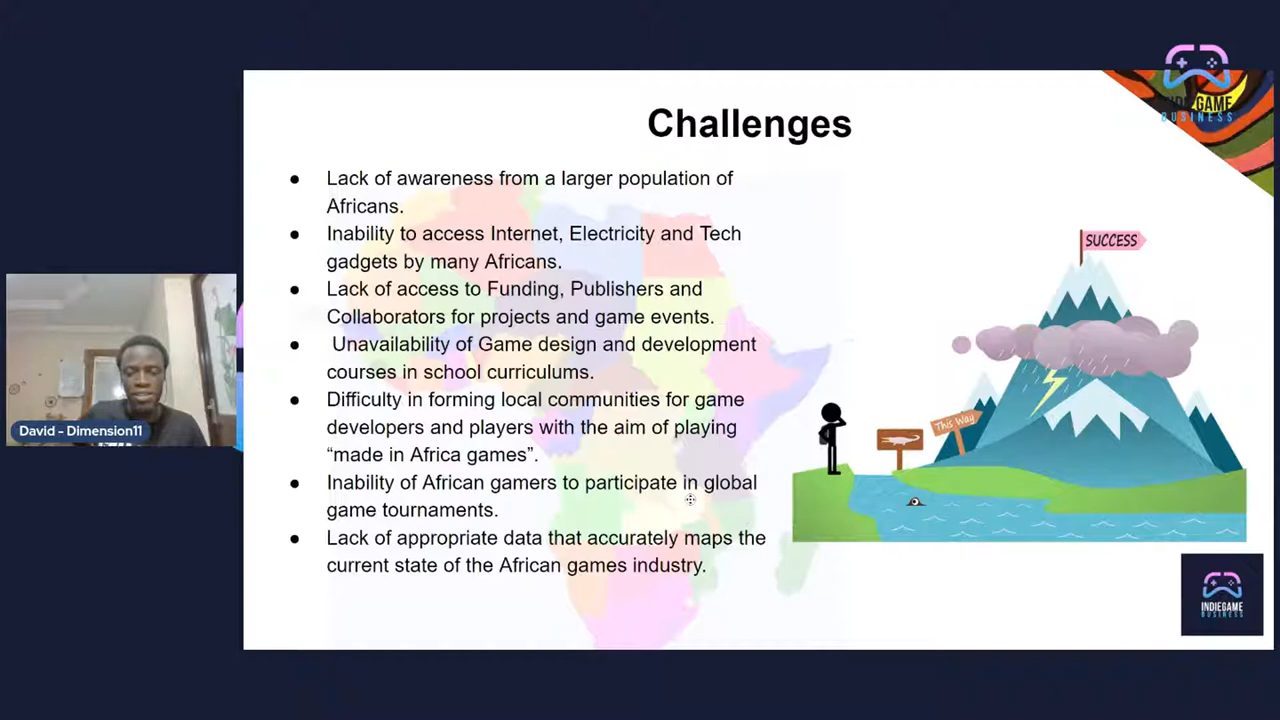 INDIEGAME
BUSINESS
Challenges
● Lack of awareness from a larger population of
Africans.
● Inability to access Internet, Electricity and Tech
gadgets by many Africans.
● Lack of access to Funding, Publishers and
Collaborators for projects and game events.
● Unavailability of Game design and development
courses in school curriculums.
● Difficulty in forming local communities for game
developers and players with the aim of playing
“made in Africa games”.
● Inability of African gamers to participate in global
game tournaments.
● Lack of appropriate data that accurately maps the
current state of the African games industry.
SUCCESS
This Way
David - Dimension11
INDIEGAME
BUSINESS